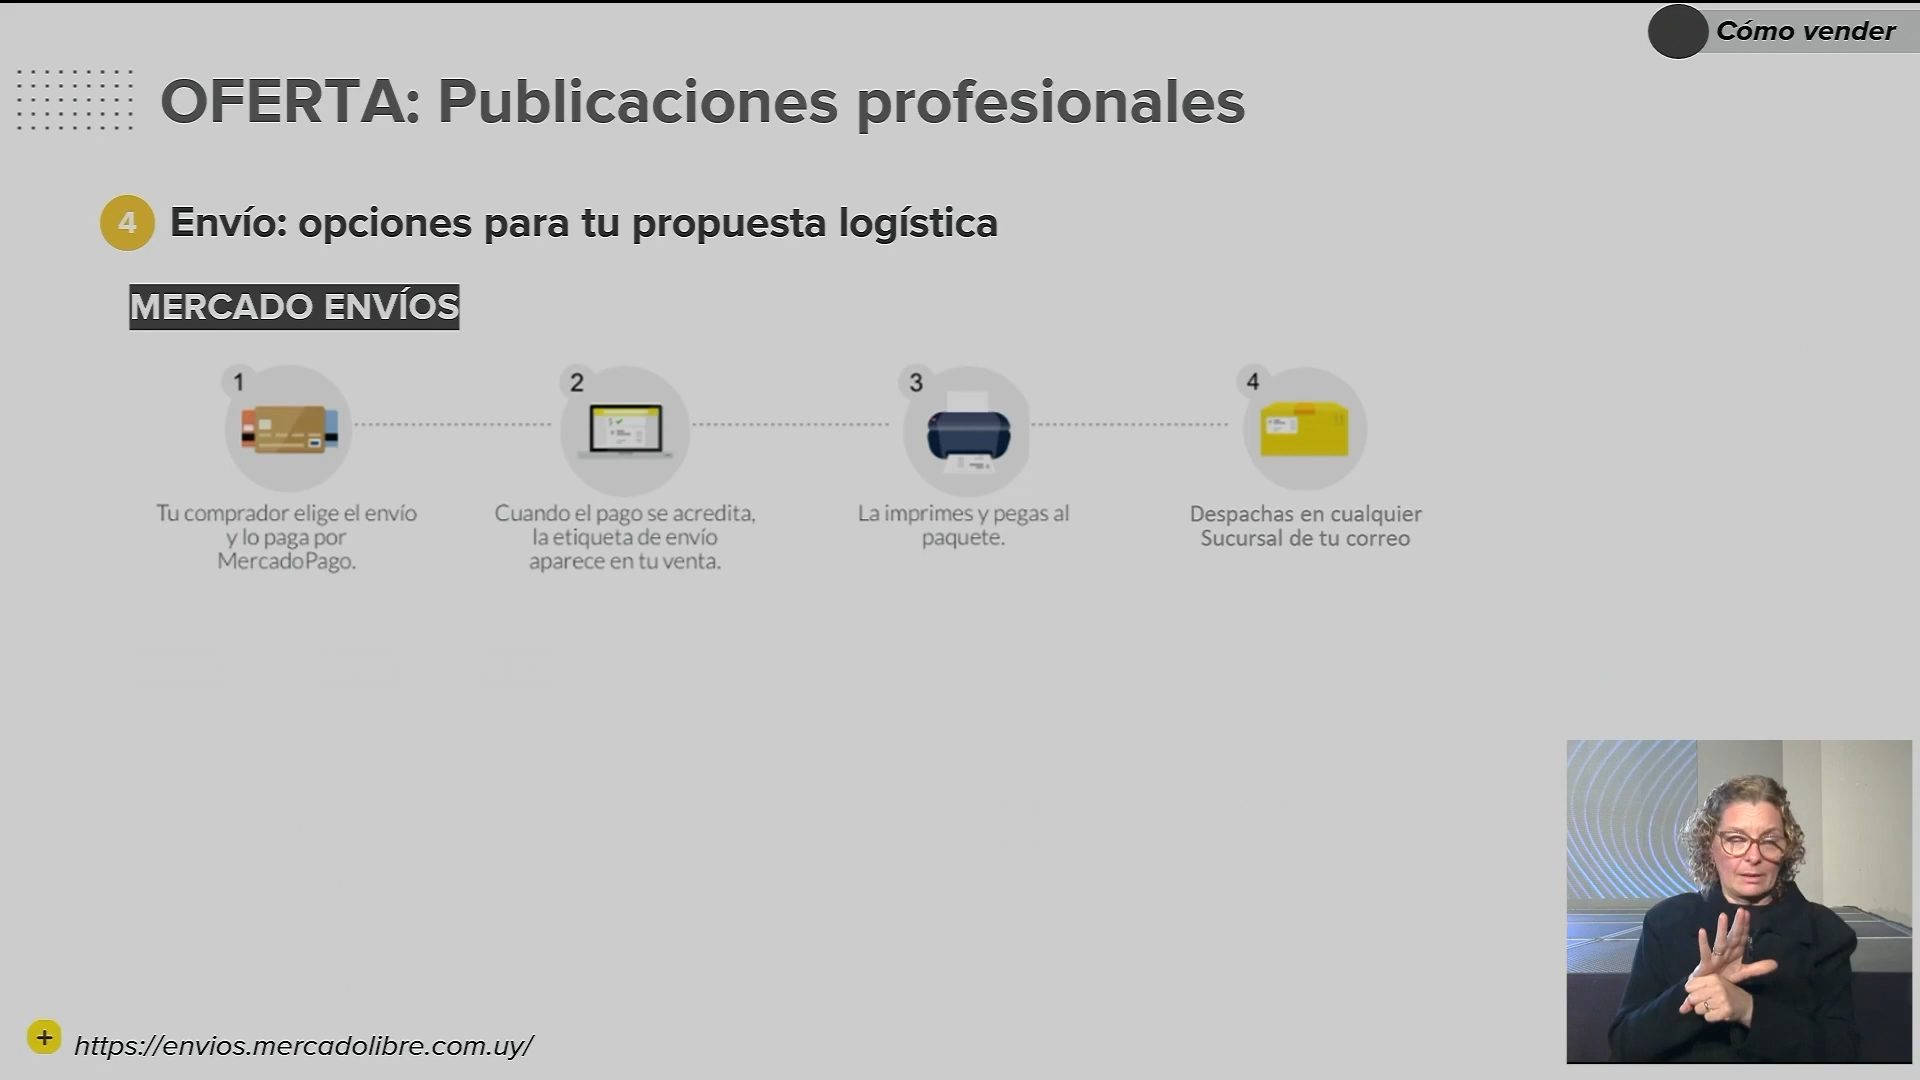 Cómo vender
OFERTA: Publicaciones profesionales
4 Envío: opciones para tu propuesta logística
MERCADO ENVÍOS
1
Tu comprador elige el envío
y lo paga por
MercadoPago.
2
Cuando el pago se acredita,
la etiqueta de envío
aparece en tu venta.
3
La imprimes y pegas al
paquete.
4
Despachas en cualquier
Sucursal de tu correo
+ https://envios.mercadolibre.com.uy/